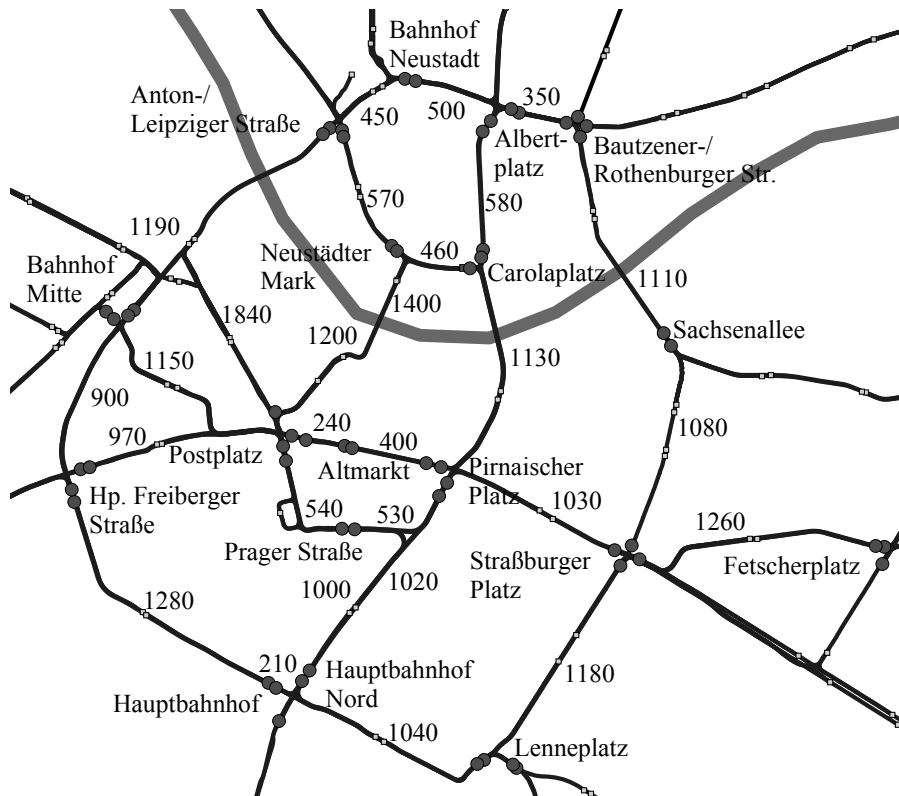 Bahnhof
Neustadt
Anton-/
Leipziger Straße
450
500
350
Albert-
platz
Bautzener-/
Rothenburger Str.
570
580
1190
Neustädter
Mark
460
Carolaplatz
1110
Bahnhof
Mitte
1840
1400
1200
1130
Sachsenallee
1150
900
970
240
400
1080
Postplatz
Altmarkt
Pirnaischer
Platz
Hp. Freiberger
Straße
540
530
1030
1260
Prager Straße
Straßburger
Platz
Fetscherplatz
1000
1020
1280
210
Hauptbahnhof
Nord
Hauptbahnhof
1180
1040
Lenneplatz